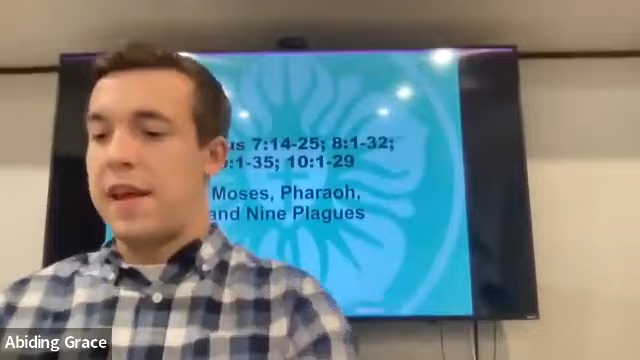 us 7:14-25; 8:1-32;
:1-35; 10:1-29
Moses, Pharaoh,
and Nine Plagues
Abiding Grace